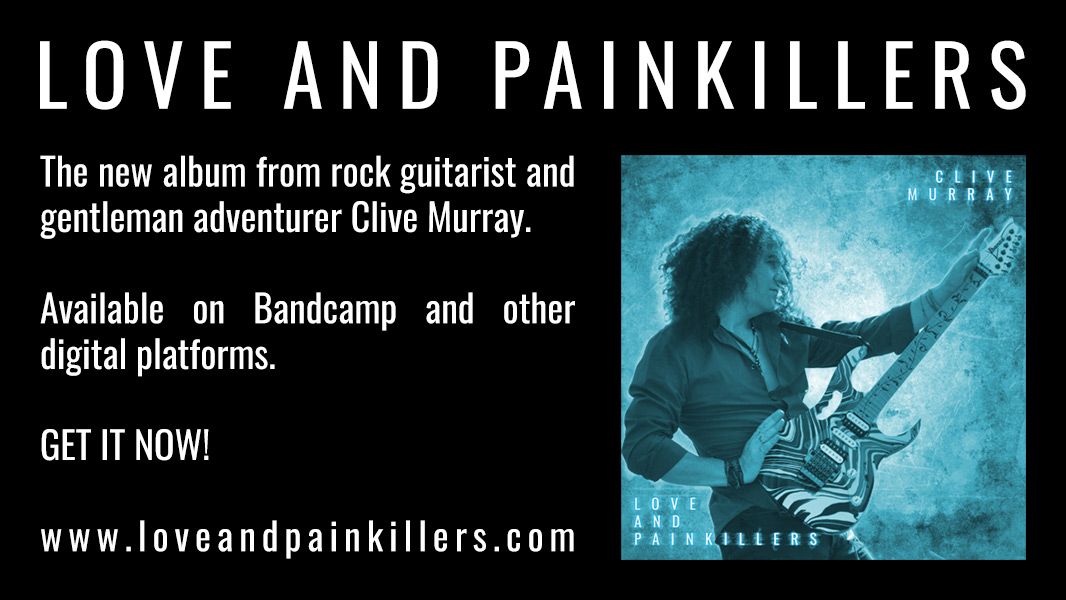 LOVE AND PAINKILLERS
The new album from rock guitarist and
gentleman adventurer Clive Murray.
Available on Bandcamp and other
digital platforms.
GET IT NOW!
www.loveandpainkillers.com
CLIVE
MURRAY
LOVE
AND
PAINKILLERS